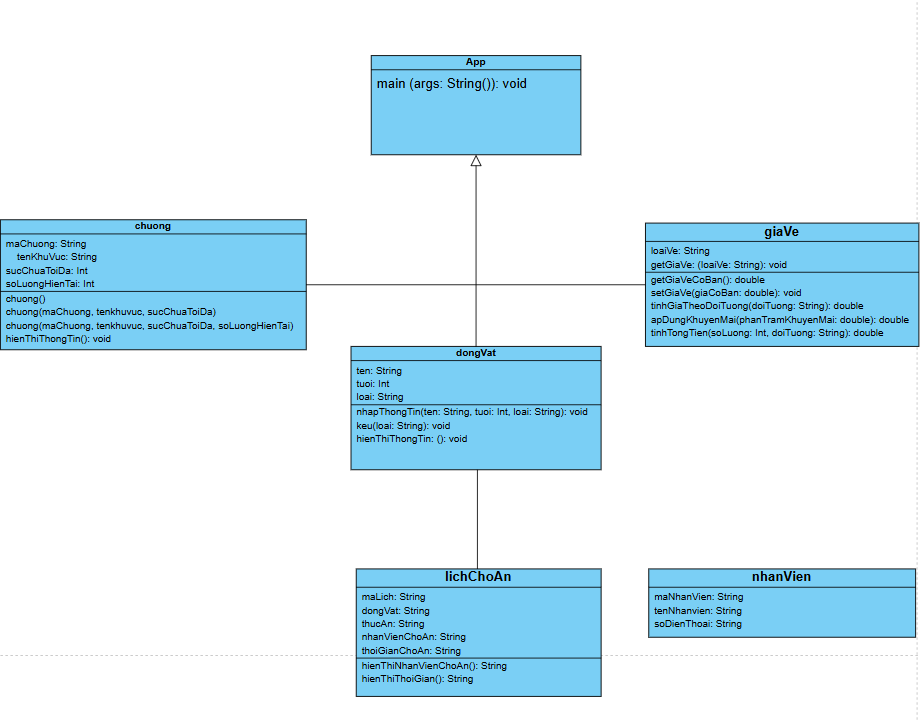 App
main (args: String()): void
chuong
maChuong: String
tenKhuVuc: String
sucChuaToiDa: Int
soLuongHienTai: Int
chuong()
chuong(maChuong, tenkhuvuc, sucChuaToiDa)
chuong(maChuong, tenkhuvuc, sucChuaToiDa, soLuongHienTai)
hienThiThongTin(): void
giaVe
loaiVe: String
getGiaVe: (loaiVe: String): void
getGiaVeCoBan(): double
setGiaVe(giaCoBan: double): void
tinhGiaTheoDoiTuong(doiTuong: String): double
apDungKhuyenMai(phanTramKhuyenMai: double): double
tinhTongTien(soLuong: Int, doiTuong: String): double
dongVat
ten: String
tuoi: Int
loai: String
nhapThongTin(ten: String, tuoi: Int, loai: String): void
keu(loai: String): void
hienThiThongTin: (): void
lichChoAn
maLich: String
dongVat: String
thucAn: String
nhanVienChoAn: String
thoiGianChoAn: String
hienThiNhanVienChoAn(): String
hienThiThoiGian(): String
nhanVien
maNhanVien: String
tenNhanvien: String
soDienThoai: String